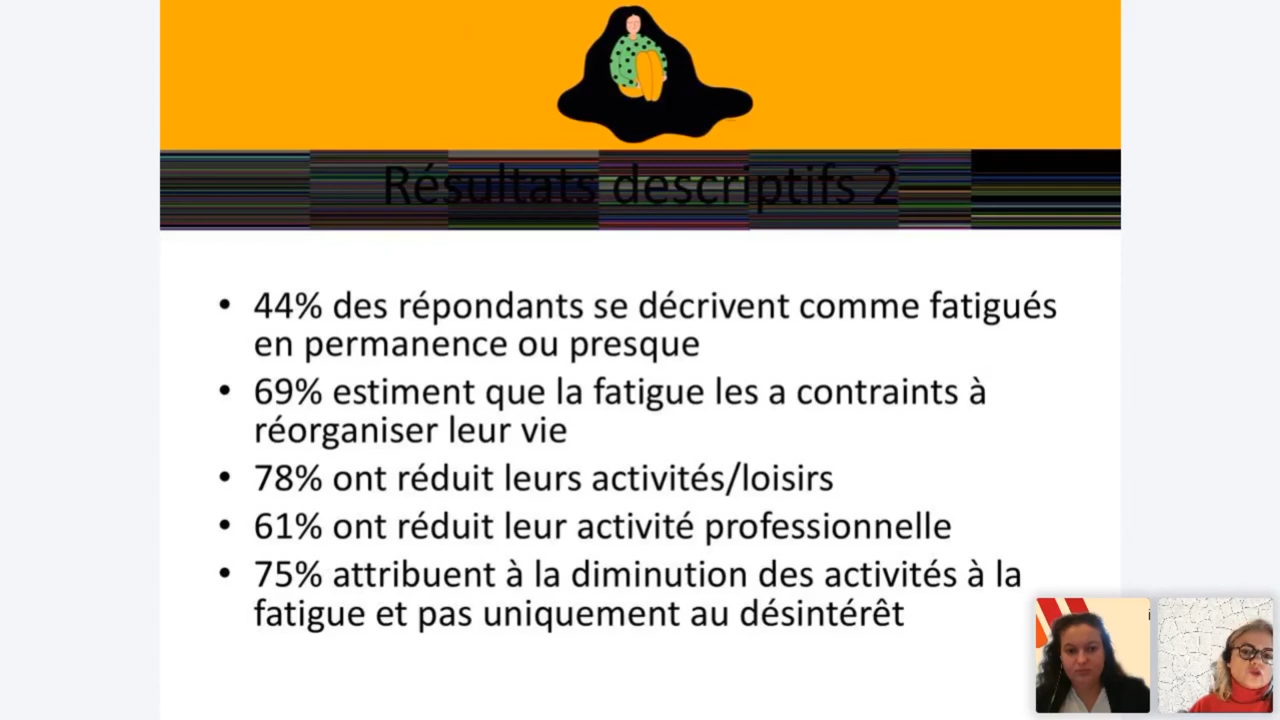 Résultats descriptifs 2
• 44% des répondants se décrivent comme fatigués
en permanence ou presque
• 69% estiment que la fatigue les a contraints à
réorganiser leur vie
• 78% ont réduit leurs activités/loisirs
• 61% ont réduit leur activité professionnelle
• 75% attribuent à la diminution des activités à la
fatigue et pas uniquement au désintérêt